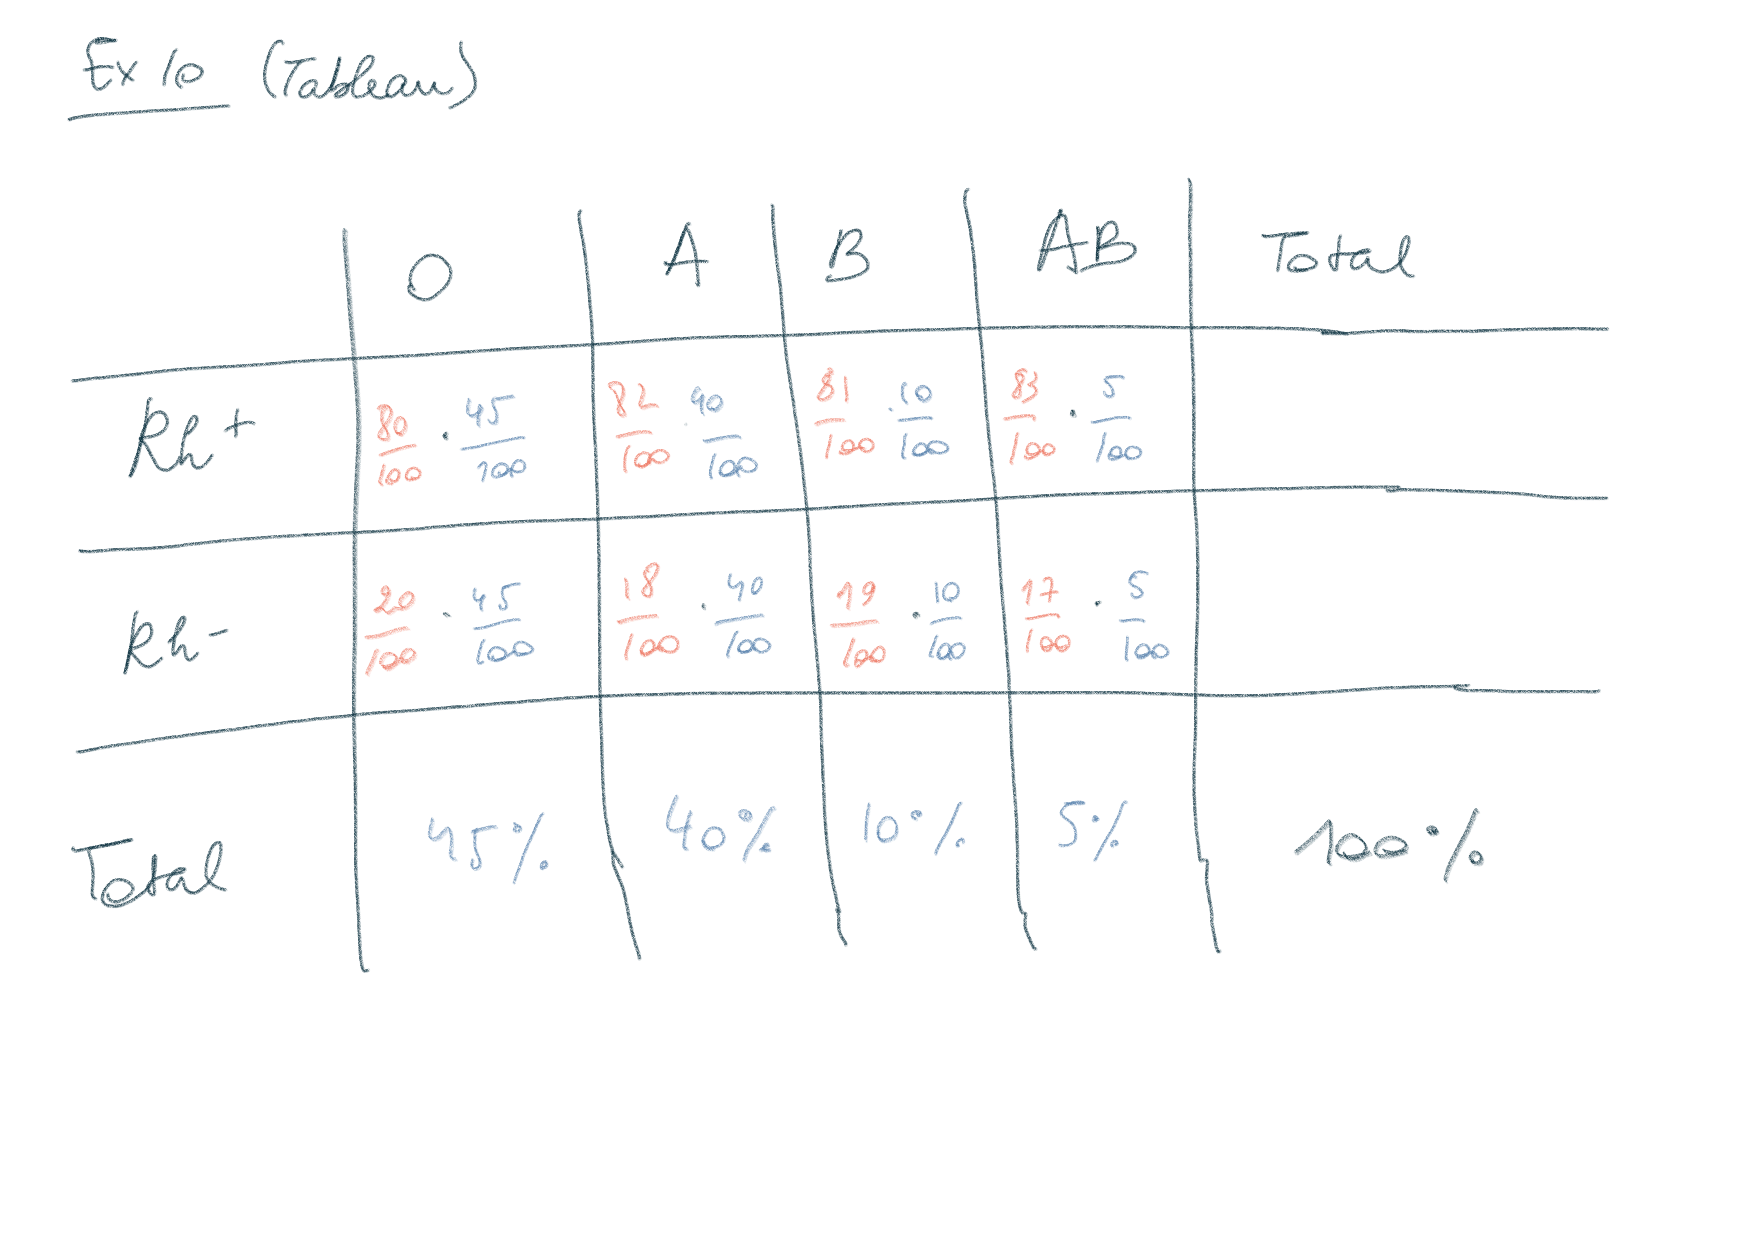 Ex 10 (Tableau)
O A B AB Total
Rh+ 80/100 · 45/100 82/100 · 40/100 81/100 · 10/100 83/100 · 5/100
Rh- 20/100 · 45/100 18/100 · 40/100 19/100 · 10/100 17/100 · 5/100
Total 45% 40% 10% 5% 100%